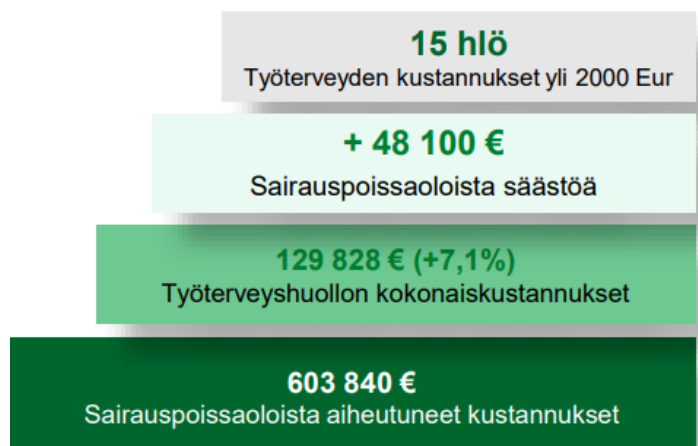 15 hlö
Työterveyden kustannukset yli 2000 Eur
+ 48 100 €
Sairauspoissaoloista säästöä
129 828 € (+7,1%)
Työterveyshuollon kokonaiskustannukset
603 840 €
Sairauspoissaoloista aiheutuneet kustannukset